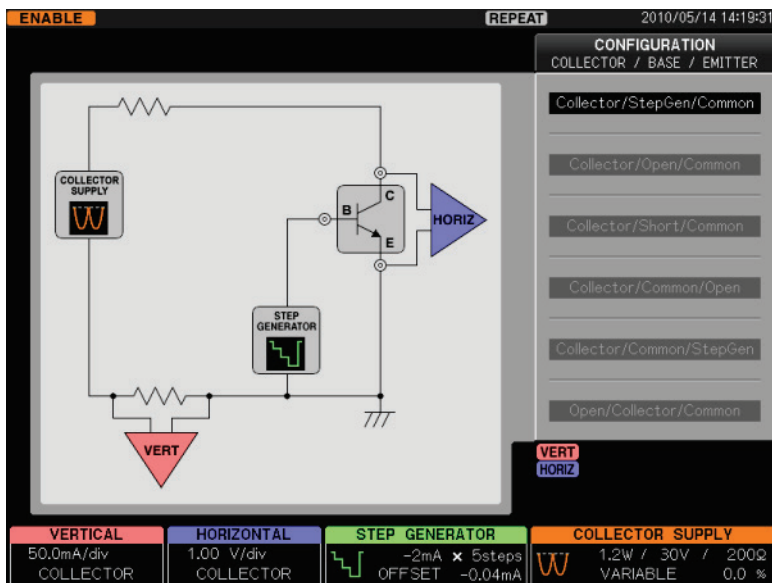 ENABLE
REPEAT
2010/05/14 14:19:31
CONFIGURATION
COLLECTOR / BASE / EMITTER
Collector/StepGen/Common
Collector/Open/Common
Collector/Short/Common
Collector/Common/Open
Collector/Common/StepGen
Open/Collector/Common
COLLECTOR
SUPPLY
B
C
E
HORIZ
STEP
GENERATOR
VERT
VERT
HORIZ
VERTICAL
50.0mA/div
COLLECTOR
HORIZONTAL
1.00 V/div
COLLECTOR
STEP GENERATOR
-2mA × 5steps
OFFSET -0.04mA
COLLECTOR SUPPLY
1.2W / 30V / 200Ω
VARIABLE 0.0 %